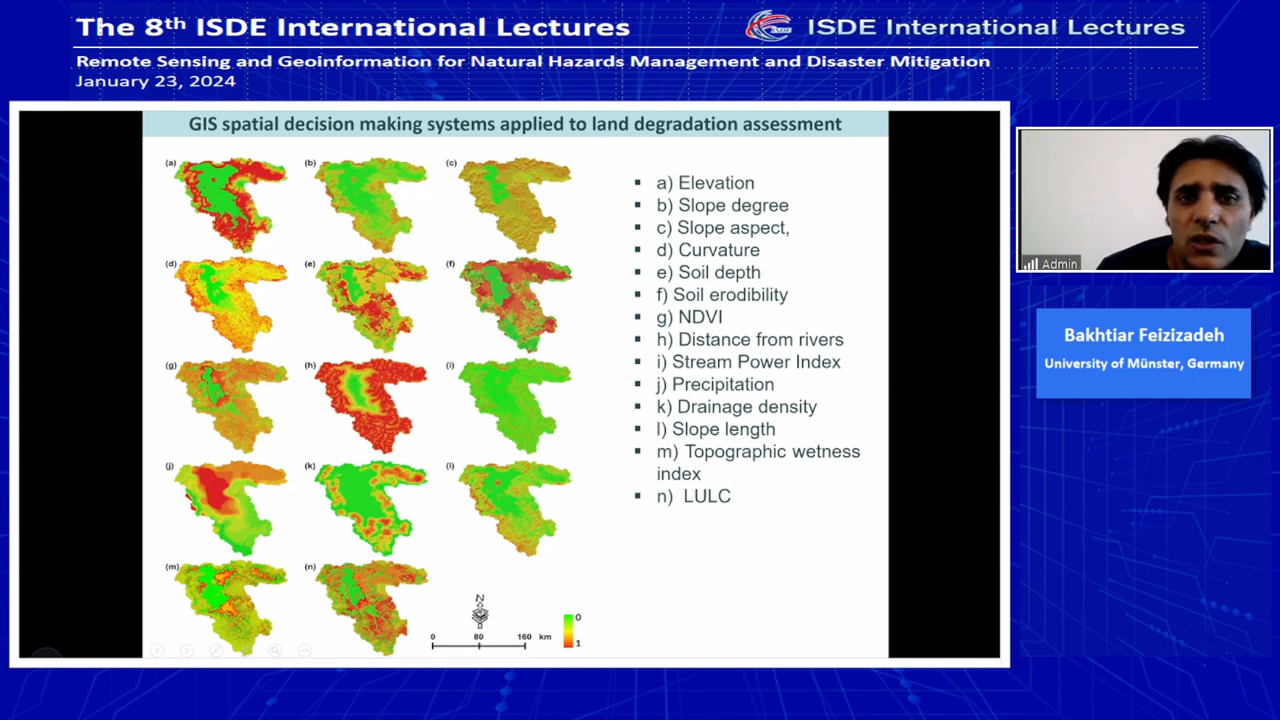 The 8th ISDE International Lectures
ISDE
ISDE International Lectures
Remote Sensing and Geoinformation for Natural Hazards Management and Disaster Mitigation
January 23, 2024
GIS spatial decision making systems applied to land degradation assessment
(a)
(b)
(c)
(d)
(e)
(f)
(g)
(h)
(i)
(j)
(k)
(l)
(m)
(n)
N
0 80 160 km
0
1
▪ a) Elevation
▪ b) Slope degree
▪ c) Slope aspect,
▪ d) Curvature
▪ e) Soil depth
▪ f) Soil erodibility
▪ g) NDVI
▪ h) Distance from rivers
▪ i) Stream Power Index
▪ j) Precipitation
▪ k) Drainage density
▪ l) Slope length
▪ m) Topographic wetness
index
▪ n) LULC
Admin
Bakhtiar Feizizadeh
University of Münster, Germany